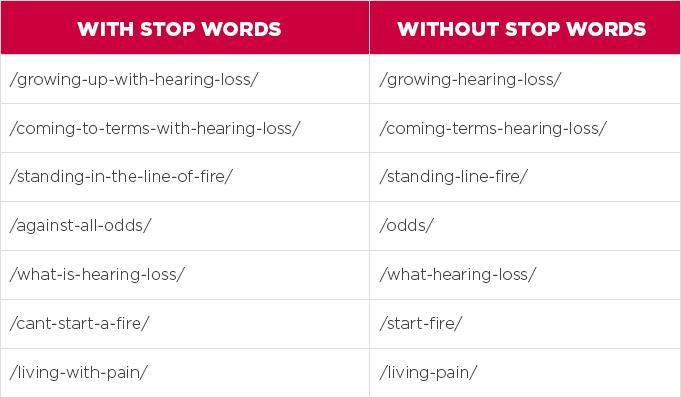 WITH STOP WORDS WITHOUT STOP WORDS
/growing-up-with-hearing-loss/ /growing-hearing-loss/
/coming-to-terms-with-hearing-loss/ /coming-terms-hearing-loss/
/standing-in-the-line-of-fire/ /standing-line-fire/
/against-all-odds/ /odds/
/what-is-hearing-loss/ /what-hearing-loss/
/cant-start-a-fire/ /start-fire/
/living-with-pain/ /living-pain/